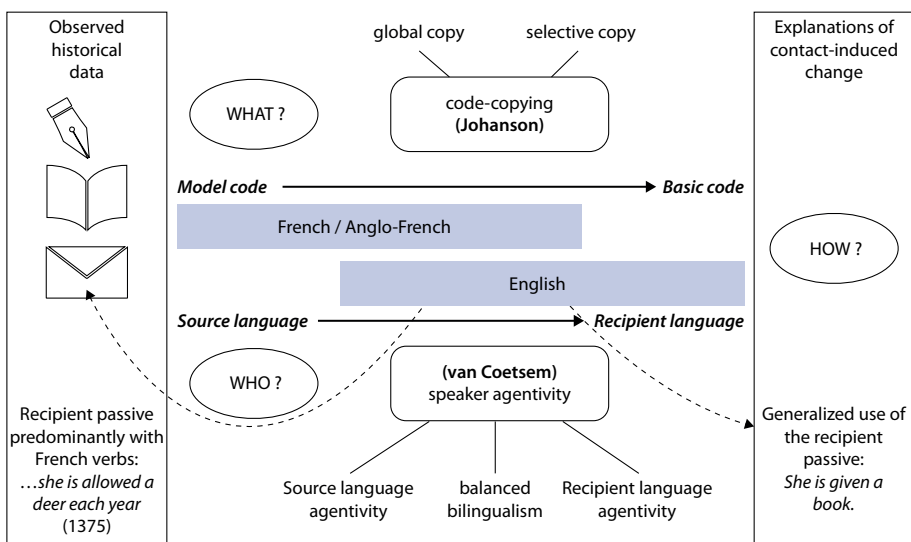 Observed
historical
data
Recipient passive
predominantly with
French verbs:
…she is allowed a
deer each year
(1375)
global copy
selective copy
WHAT ?
code-copying
(Johanson)
Model code
Basic code
French / Anglo-French
English
Source language
Recipient language
WHO ?
(van Coetsem)
speaker agentivity
Source language
agentivity
balanced
bilingualism
Recipient language
agentivity
Explanations of
contact-induced
change
HOW ?
Generalized use of
the recipient
passive:
She is given a
book.